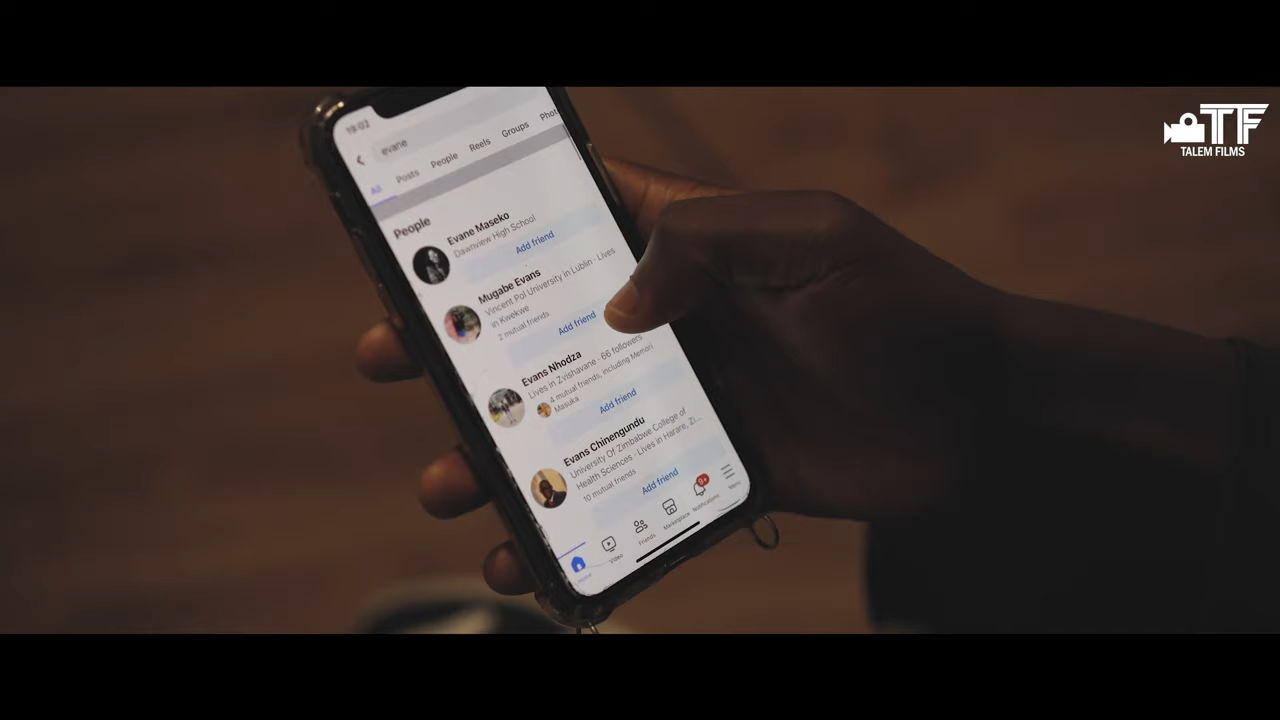 TF
TALEM FILMS
19:02
evane
All Posts People Reels Groups Phot
People
Evane Maseko
Dawnview High School
Add friend
Mugabe Evans
Vincent Pol University in Lublin · Lives
in Kwekwe
2 mutual friends
Add friend
Evans Nhodza
Lives in Zvishavane · 66 followers
4 mutual friends, including Memori
Masuka
Add friend
Evans Chinengundu
University Of Zimbabwe College of
Health Sciences · Lives in Harare, Zi...
10 mutual friends
Add friend
9+
Home Video Friends Marketplace Notifications Menu